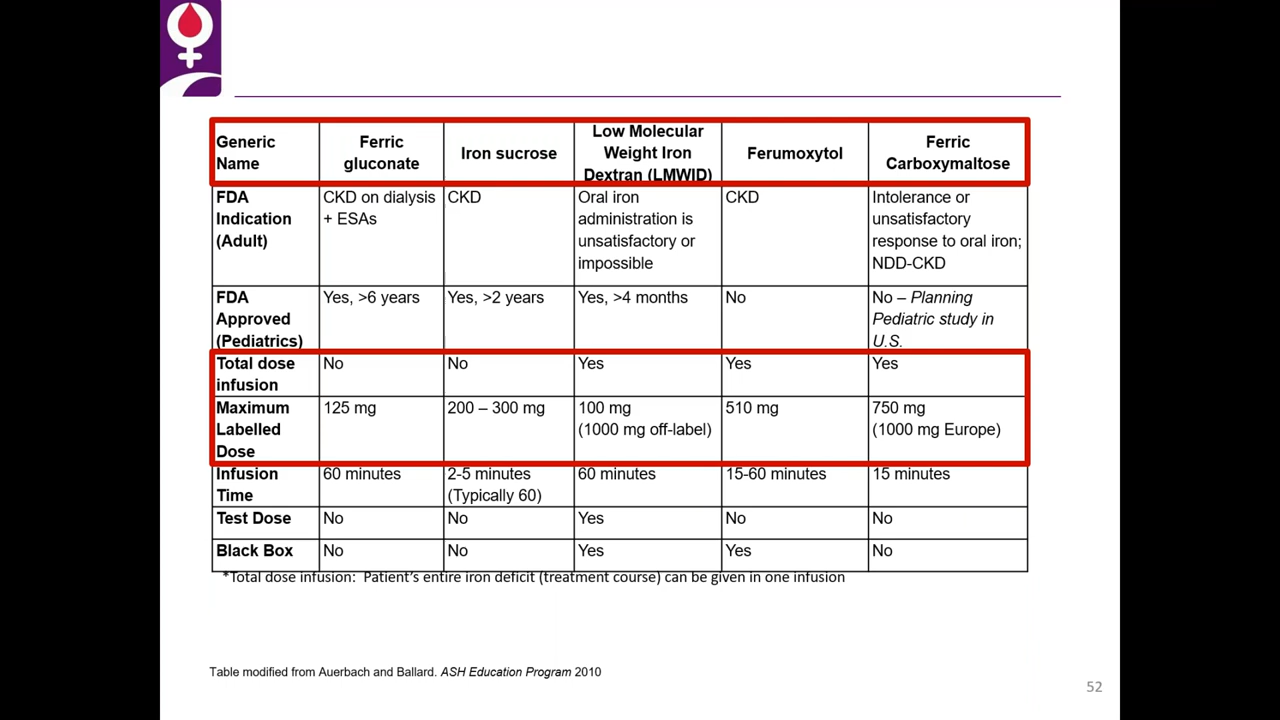 Generic Name
Ferric gluconate
Iron sucrose
Low Molecular Weight Iron Dextran (LMWID)
Ferumoxytol
Ferric Carboxymaltose
FDA Indication (Adult)
CKD on dialysis + ESAs
CKD
Oral iron administration is unsatisfactory or impossible
CKD
Intolerance or unsatisfactory response to oral iron; NDD-CKD
FDA Approved (Pediatrics)
Yes, >6 years
Yes, >2 years
Yes, >4 months
No
No – Planning Pediatric study in U.S.
Total dose infusion
No
No
Yes
Yes
Yes
Maximum Labelled Dose
125 mg
200 – 300 mg
100 mg (1000 mg off-label)
510 mg
750 mg (1000 mg Europe)
Infusion Time
60 minutes
2-5 minutes (Typically 60)
60 minutes
15-60 minutes
15 minutes
Test Dose
No
No
Yes
No
No
Black Box
No
No
Yes
Yes
No
*Total dose infusion: Patient's entire iron deficit (treatment course) can be given in one infusion
Table modified from Auerbach and Ballard. ASH Education Program 2010
52